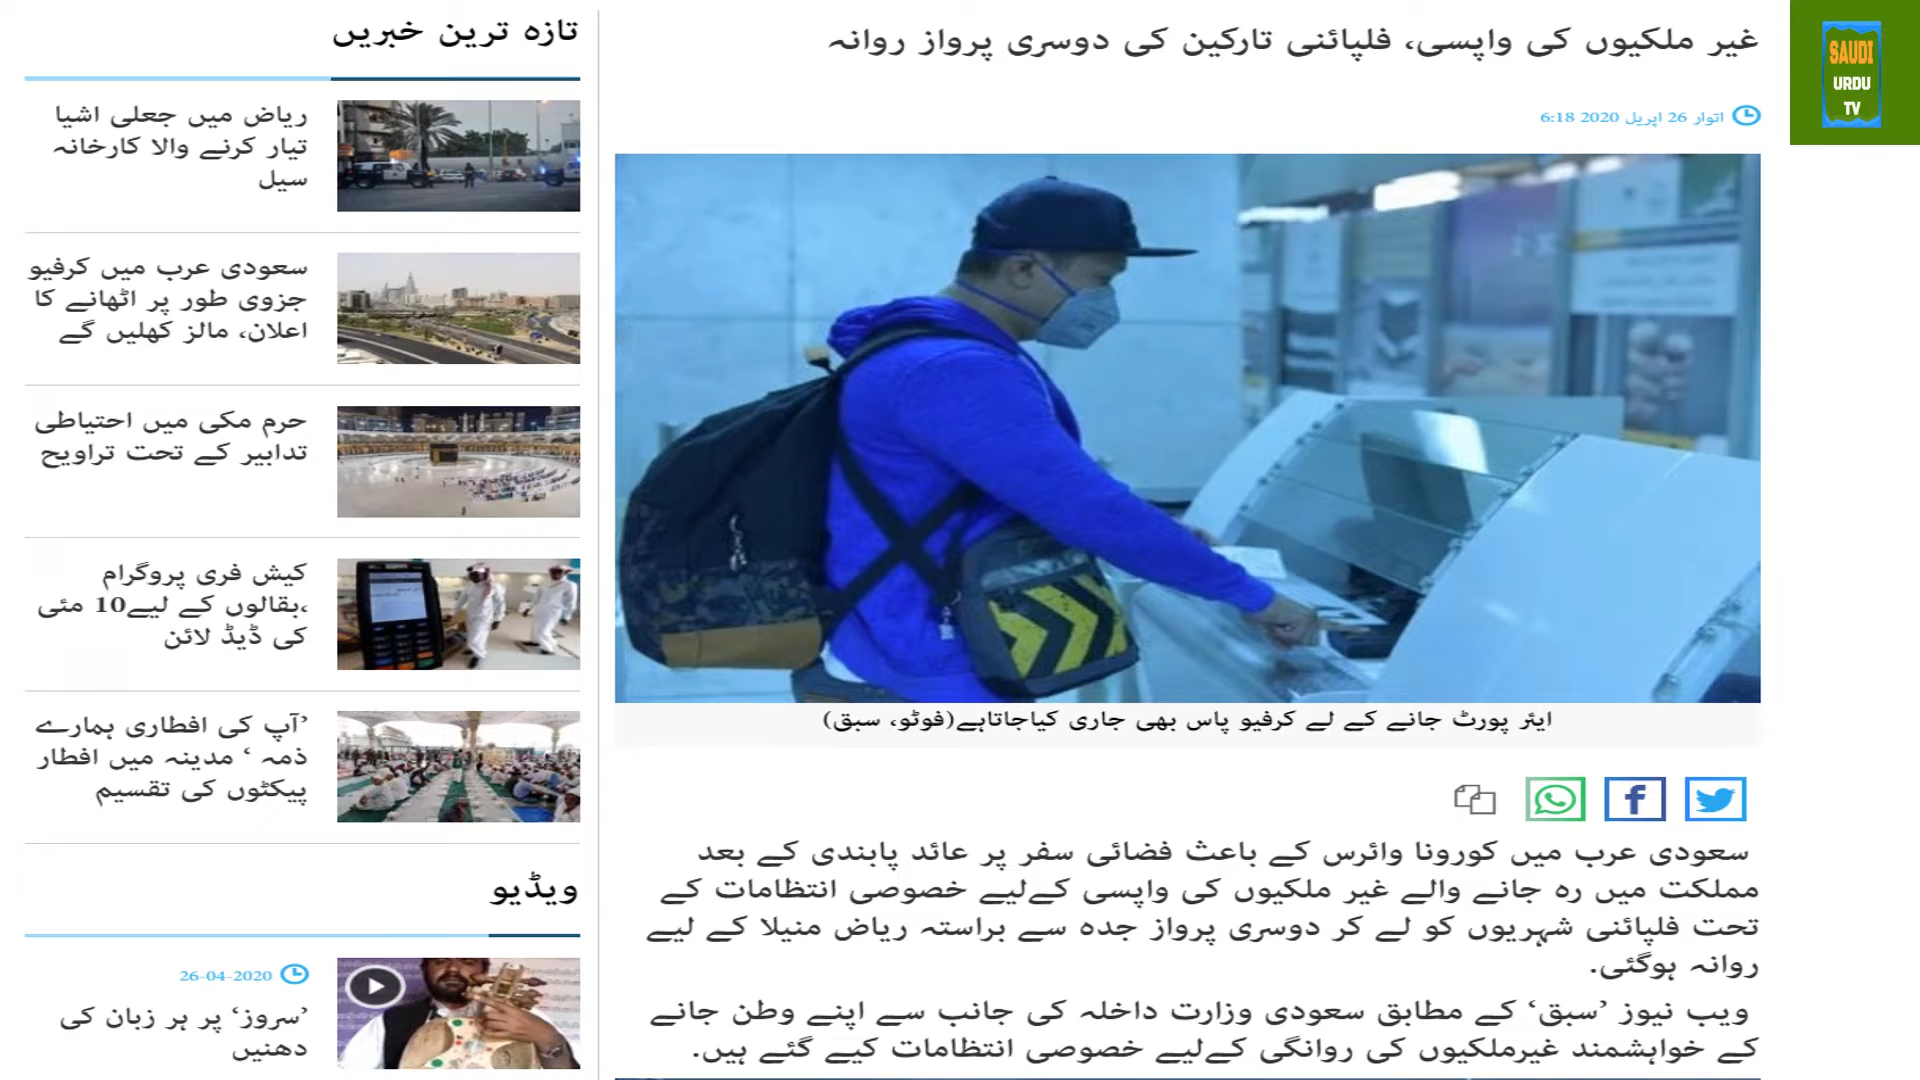 غیر ملکیوں کی واپسی، فلپائنی تارکین کی دوسری پرواز روانہ
اتوار 26 اپریل 2020 6:18
SAUDI
URDU
TV
ایئر پورٹ جانے کے لے کرفیو پاس بھی جاری کیاجاتاہے(فوٹو، سبق)
سعودی عرب میں کورونا وائرس کے باعث فضائی سفر پر عائد پابندی کے بعد
مملکت میں رہ جانے والے غیر ملکیوں کی واپسی کےلیے خصوصی انتظامات کے
تحت فلپائنی شہریوں کو لے کر دوسری پرواز جدہ سے براستہ ریاض منیلا کے لیے
روانہ ہوگئی.
ویب نیوز ’سبق‘ کے مطابق سعودی وزارت داخلہ کی جانب سے اپنے وطن جانے
کے خواہشمند غیرملکیوں کی روانگی کےلیے خصوصی انتظامات کیے گئے ہیں.
تازہ ترین خبریں
ریاض میں جعلی اشیا
تیار کرنے والا کارخانہ
سیل
سعودی عرب میں کرفیو
جزوی طور پر اٹھانے کا
اعلان، مالز کھلیں گے
حرم مکی میں احتیاطی
تدابیر کے تحت تراویح
کیش فری پروگرام
،بقالوں کے لیے10 مئی
کی ڈیڈ لائن
’آپ کی افطاری ہمارے
ذمہ ‘ مدینہ میں افطار
پیکٹوں کی تقسیم
ویڈیو
26-04-2020
’سروز‘ پر ہر زبان کی
دھنیں